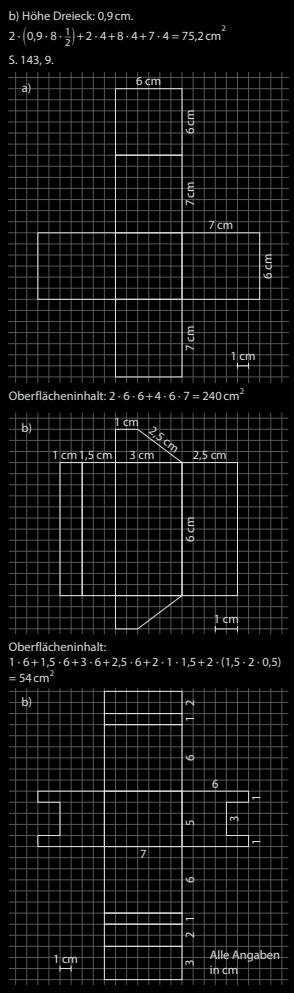 b) Höhe Dreieck: 0,9 cm.
2 · (0,9 · 8 · 1/2) + 2 · 4 + 8 · 4 + 7 · 4 = 75,2 cm²
S. 143, 9.
a)
6 cm
6 cm
7 cm
7 cm
6 cm
7 cm
1 cm
Oberflächeninhalt: 2 · 6 · 6 + 4 · 6 · 7 = 240 cm²
b)
1 cm
2,5 cm
1 cm 1,5 cm 3 cm 2,5 cm
6 cm
1 cm
Oberflächeninhalt:
1 · 6 + 1,5 · 6 + 3 · 6 + 2,5 · 6 + 2 · 1 · 1,5 + 2 · (1,5 · 2 · 0,5)
= 54 cm²
b)
2
1
6
6
1
5
3
1
7
6
1
2
3
1 cm
Alle Angaben
in cm